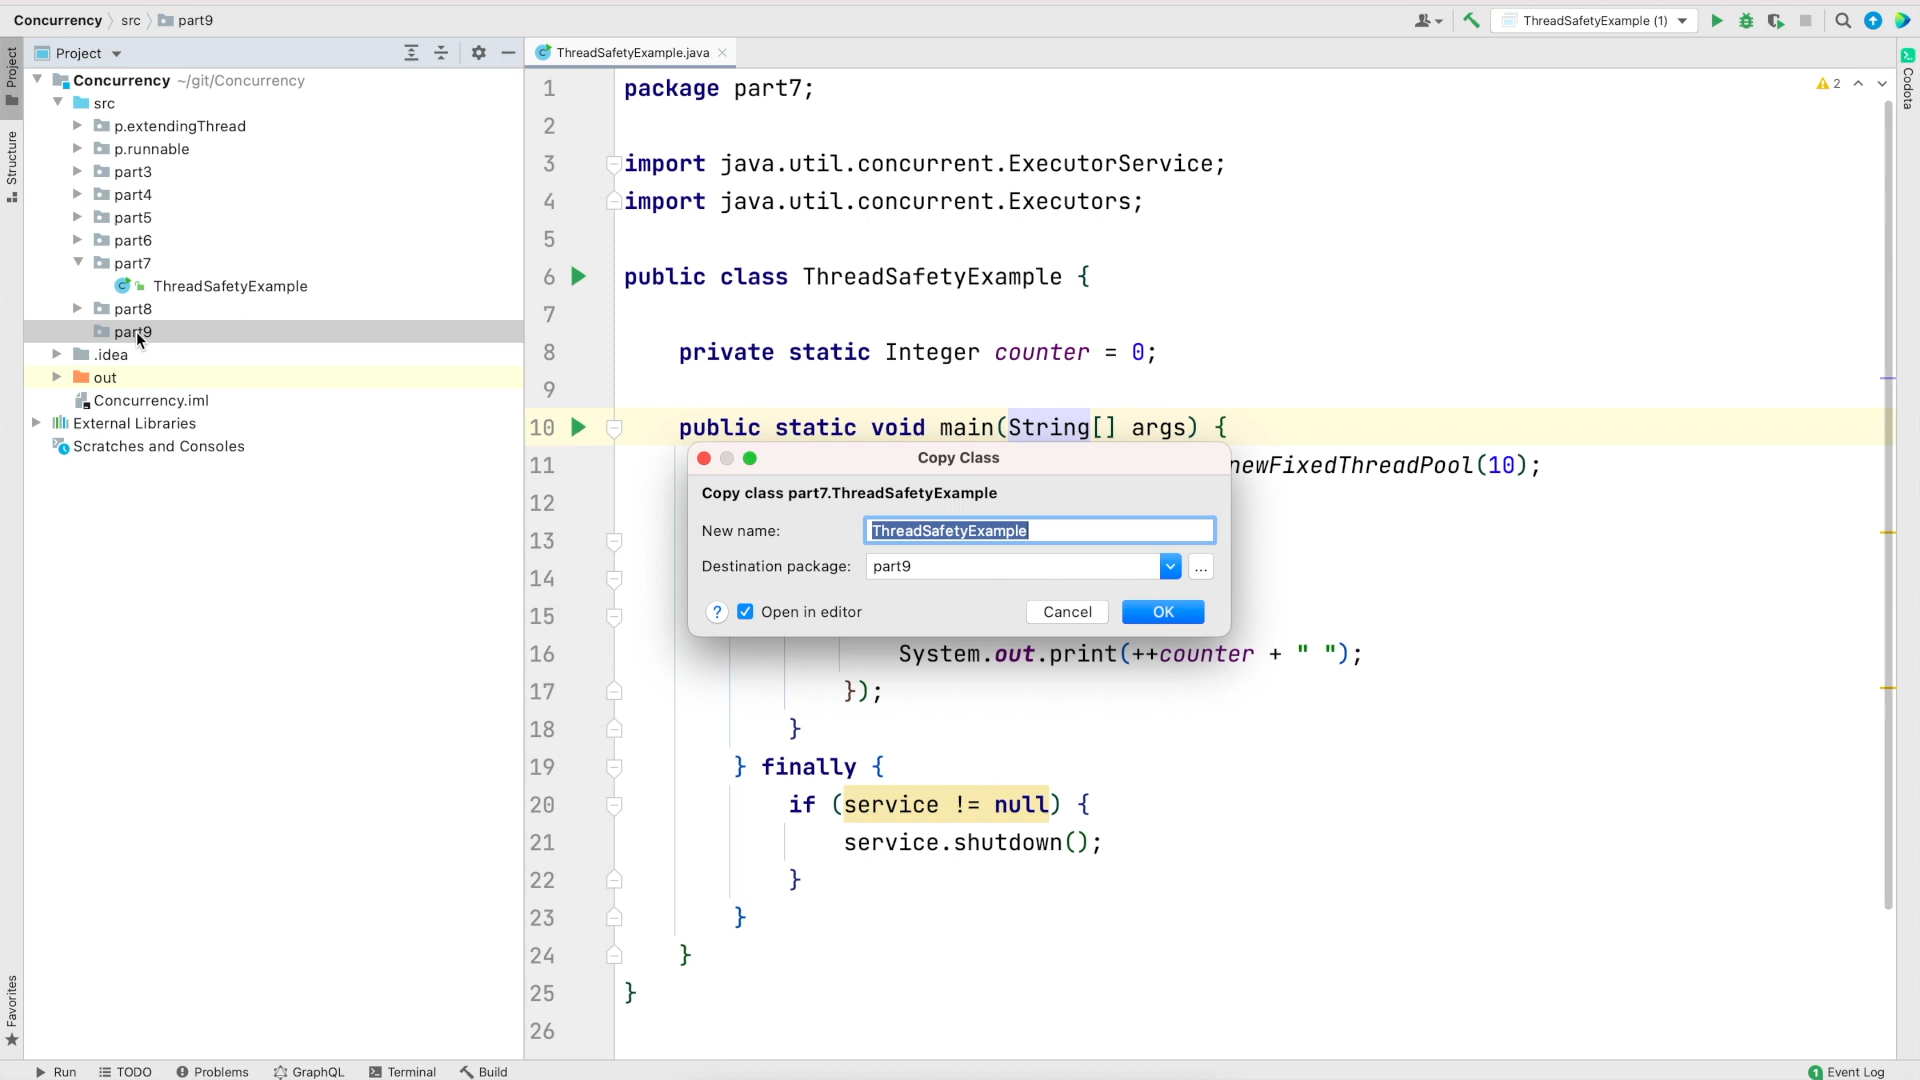 Concurrency src part9
ThreadSafetyExample (1)
Project
ThreadSafetyExample.java
Project
Structure
Favorites
Codota
Concurrency ~/git/Concurrency
src
p.extendingThread
p.runnable
part3
part4
part5
part6
part7
ThreadSafetyExample
part8
part9
.idea
out
Concurrency.iml
External Libraries
Scratches and Consoles
2
1 package part7;
2
3 import java.util.concurrent.ExecutorService;
4 import java.util.concurrent.Executors;
5
6 public class ThreadSafetyExample {
7
8 private static Integer counter = 0;
9
10 public static void main(String[] args) {
11 newFixedThreadPool(10);
12
13
14
15
16 System.out.print(++counter + " ");
17 });
18 }
19 } finally {
20 if (service != null) {
21 service.shutdown();
22 }
23 }
24 }
25 }
26
Copy Class
Copy class part7.ThreadSafetyExample
New name: ThreadSafetyExample
Destination package: part9 ...
? Open in editor Cancel OK
Run TODO Problems GraphQL Terminal Build 1 Event Log